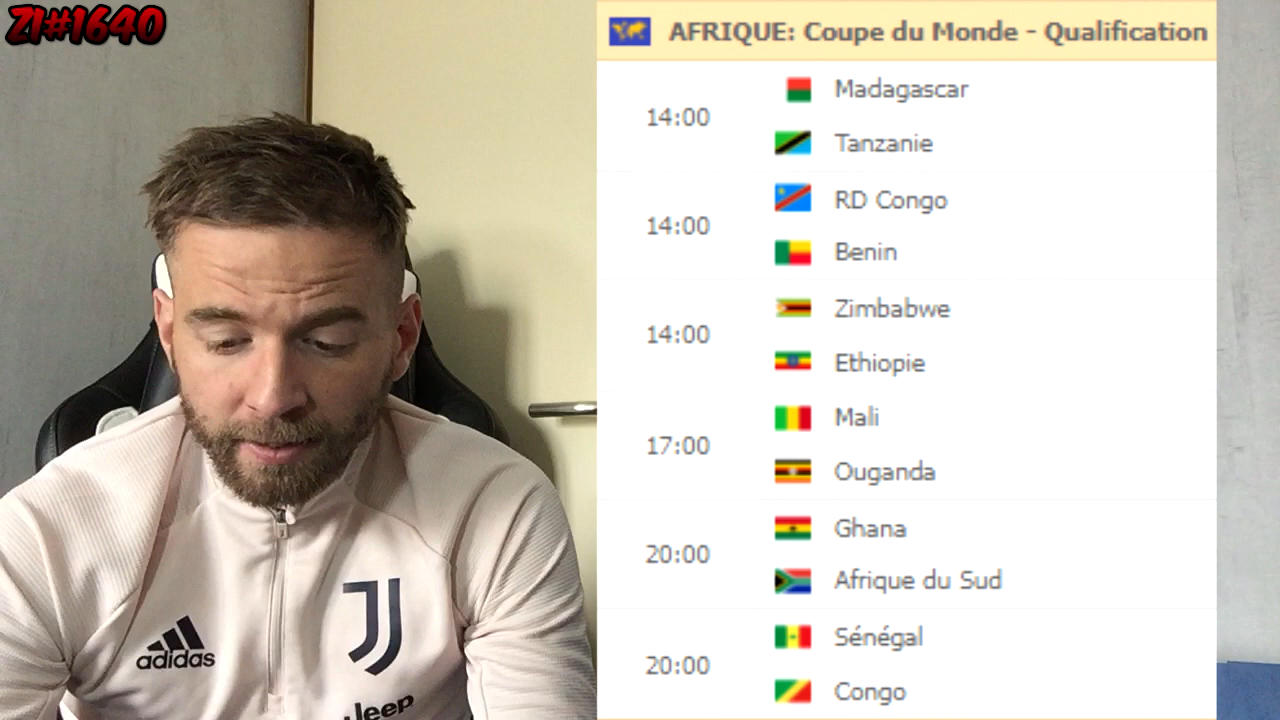 ZI#1640
AFRIQUE: Coupe du Monde - Qualification
14:00
Madagascar
Tanzanie
14:00
RD Congo
Benin
14:00
Zimbabwe
Ethiopie
17:00
Mali
Ouganda
20:00
Ghana
Afrique du Sud
20:00
Sénégal
Congo
adidas
Jeep